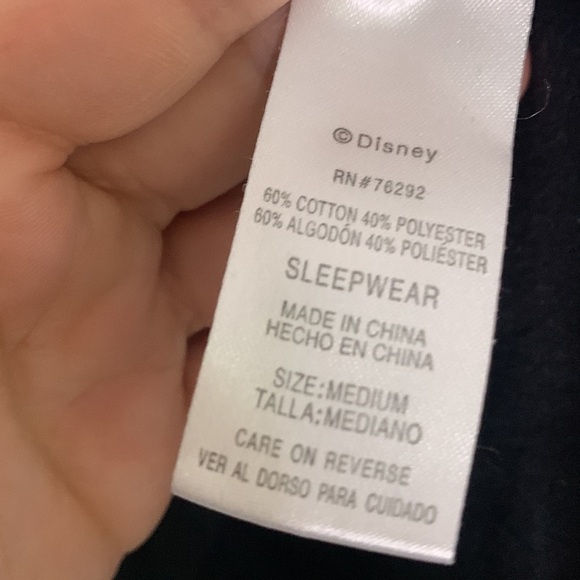 ©Disney
RN#76292
60% COTTON 40% POLYESTER
60% ALGODÓN 40% POLIÉSTER
SLEEPWEAR
MADE IN CHINA
HECHO EN CHINA
SIZE:MEDIUM
TALLA:MEDIANO
CARE ON REVERSE
VER AL DORSO PARA CUIDADO